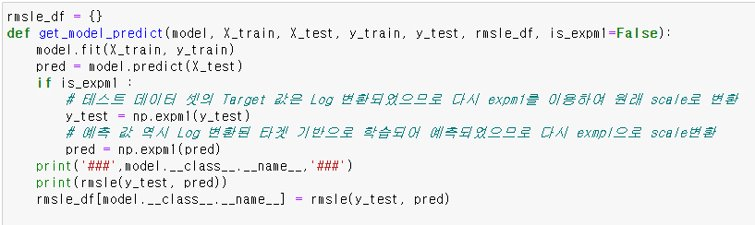 rmsle_df = {}
def get_model_predict(model, X_train, X_test, y_train, y_test, rmsle_df, is_expm1=False):
    model.fit(X_train, y_train)
    pred = model.predict(X_test)
    if is_expm1 :
        # 테스트 데이터 셋의 Target 값은 Log 변환되었으므로 다시 expm1를 이용하여 원래 scale로 변환
        y_test = np.expm1(y_test)
        # 예측 값 역시 Log 변환된 타겟 기반으로 학습되어 예측되었으므로 다시 exmpl으로 scale변환
        pred = np.expm1(pred)
    print('###',model.__class__.__name__,'###')
    print(rmsle(y_test, pred))
    rmsle_df[model.__class__.__name__] = rmsle(y_test, pred)